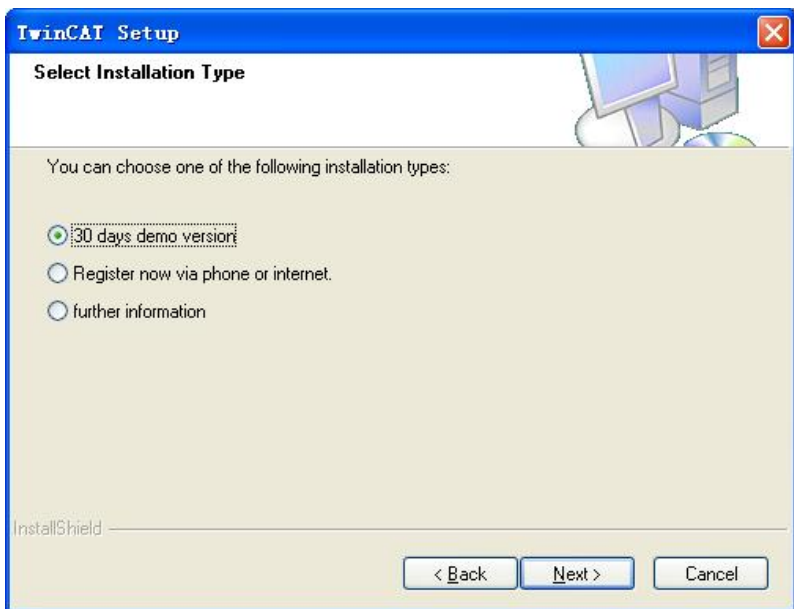 TwinCAT Setup
Select Installation Type
You can choose one of the following installation types:
30 days demo version
Register now via phone or internet.
further information
InstallShield
< Back
Next >
Cancel